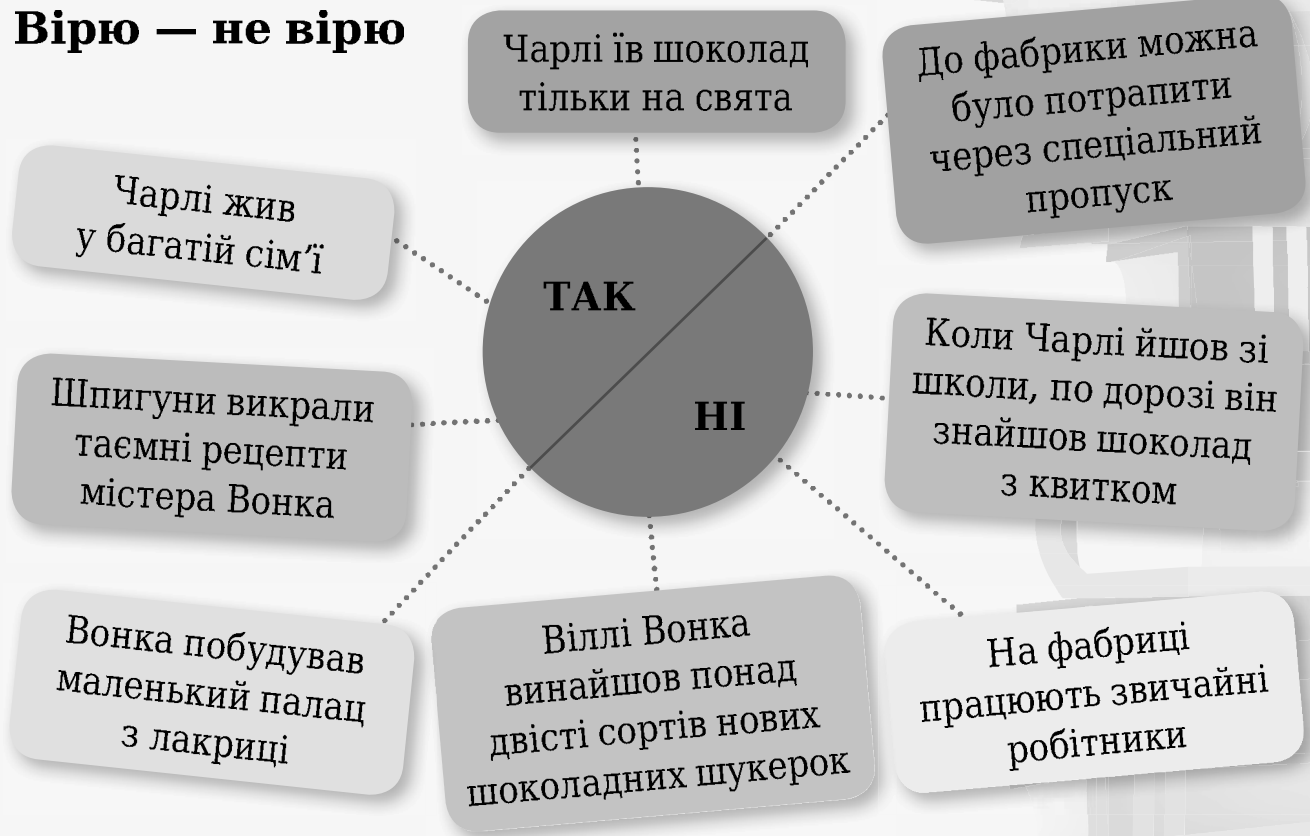 Вірю — не вірю
Чарлі їв шоколад
тільки на свята
До фабрики можна
було потрапити
через спеціальний
пропуск
Чарлі жив
у багатій сім’ї
ТАК
НІ
Коли Чарлі йшов зі
школи, по дорозі він
знайшов шоколад
з квитком
Шпигуни викрали
таємні рецепти
містера Вонка
Вонка побудував
маленький палац
з лакриці
Віллі Вонка
винайшов понад
двісті сортів нових
шоколадних шукерок
На фабриці
працюють звичайні
робітники